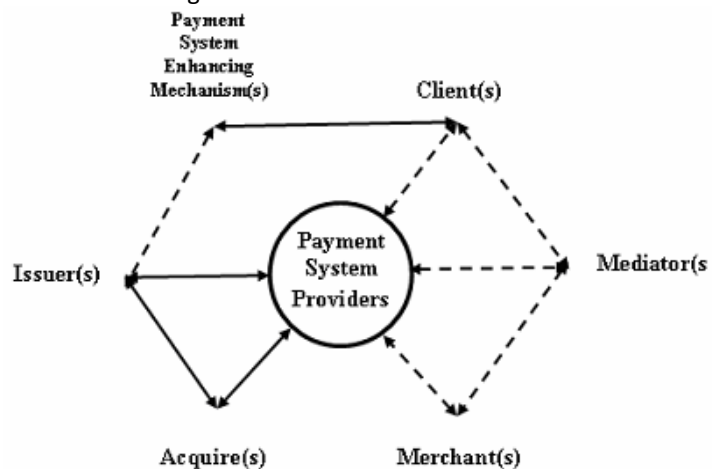 Payment
System
Enhancing
Mechanism(s)
Client(s)
Payment
System
Providers
Issuer(s)
Mediator(s
Acquire(s)
Merchant(s)